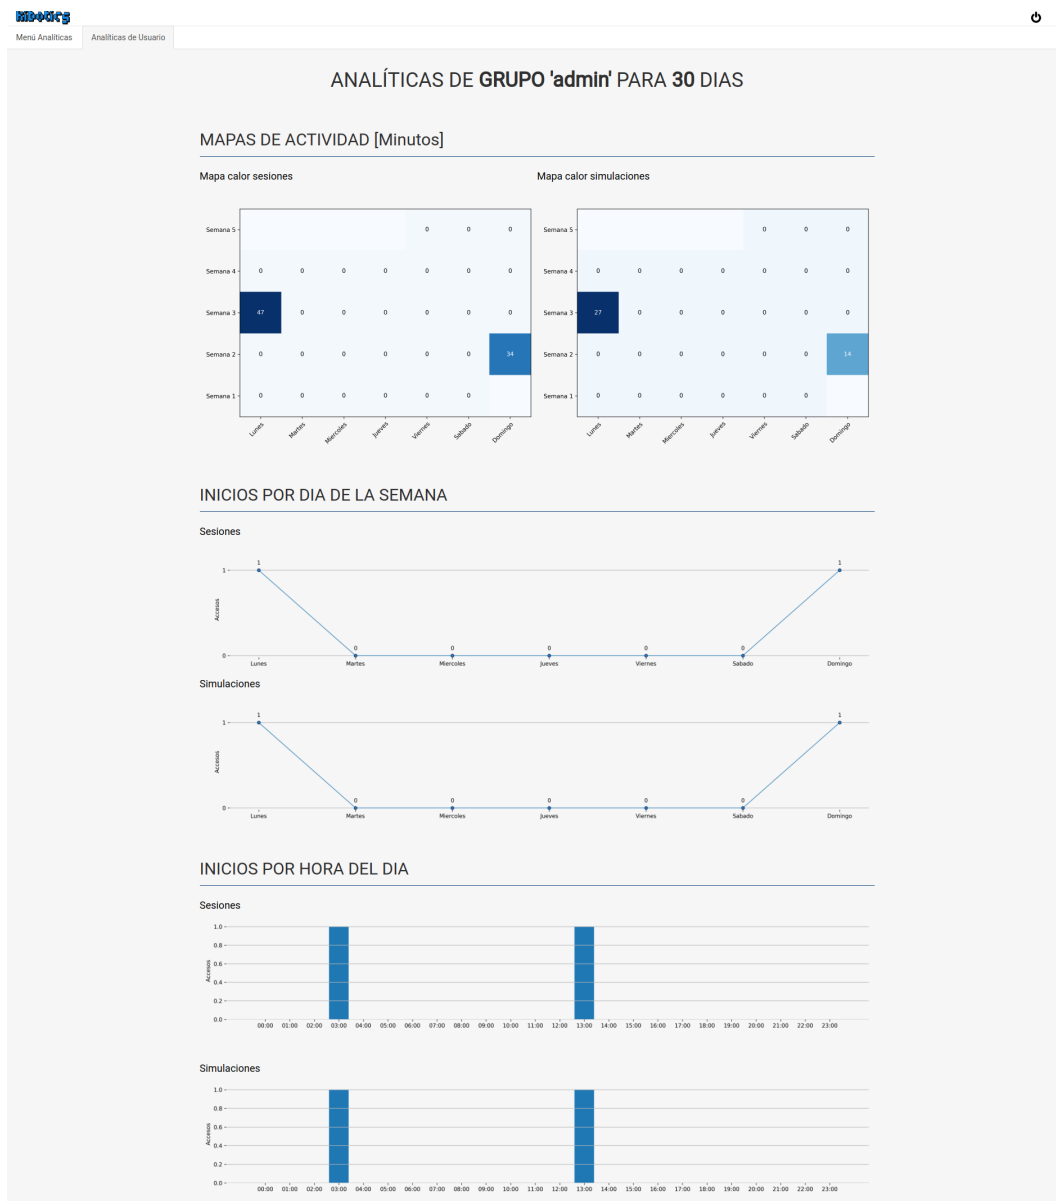 RiBotics
Menú Analíticas Analíticas de Usuario
ANALÍTICAS DE GRUPO 'admin' PARA 30 DIAS
MAPAS DE ACTIVIDAD [Minutos]
Mapa calor sesiones Mapa calor simulaciones
Semana 5 0 0 0 Semana 5 0 0 0
Semana 4 0 0 0 0 0 0 0 Semana 4 0 0 0 0 0 0 0
Semana 3 47 0 0 0 0 0 0 Semana 3 27 0 0 0 0 0 0
Semana 2 0 0 0 0 0 0 34 Semana 2 0 0 0 0 0 0 14
Semana 1 0 0 0 0 0 0 Semana 1 0 0 0 0 0 0
Lunes Martes Miercoles Jueves Viernes Sabado Domingo Lunes Martes Miercoles Jueves Viernes Sabado Domingo
INICIOS POR DIA DE LA SEMANA
Sesiones
1 1
1
Accesos
0 0 0 0 0
0
Lunes Martes Miercoles Jueves Viernes Sabado Domingo
Simulaciones
1 1
1
Accesos
0 0 0 0 0
0
Lunes Martes Miercoles Jueves Viernes Sabado Domingo
INICIOS POR HORA DEL DIA
Sesiones
1.0
0.8
0.6
Accesos
0.4
0.2
0.0
00:00 01:00 02:00 03:00 04:00 05:00 06:00 07:00 08:00 09:00 10:00 11:00 12:00 13:00 14:00 15:00 16:00 17:00 18:00 19:00 20:00 21:00 22:00 23:00
Simulaciones
1.0
0.8
0.6
Accesos
0.4
0.2
0.0
00:00 01:00 02:00 03:00 04:00 05:00 06:00 07:00 08:00 09:00 10:00 11:00 12:00 13:00 14:00 15:00 16:00 17:00 18:00 19:00 20:00 21:00 22:00 23:00